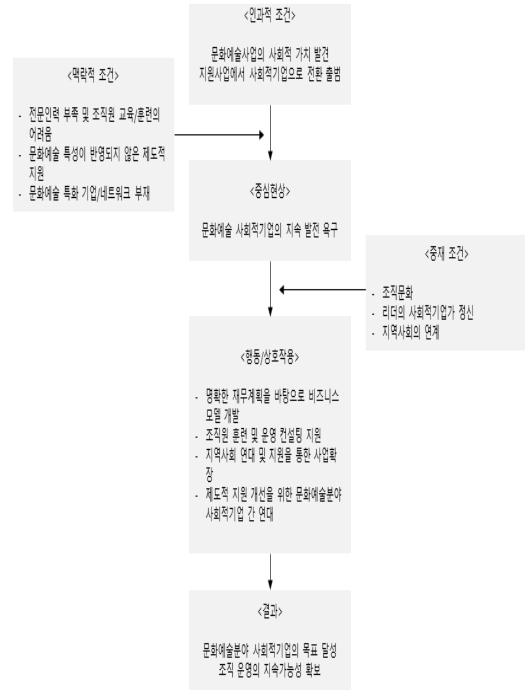 <인과적 조건>
문화예술사업의 사회적 가치 발견
지원사업에서 사회적기업으로 전환 출범
<맥락적 조건>
- 전문인력 부족 및 조직원 교육/훈련의
어려움
- 문화예술 특성이 반영되지 않은 제도적
지원
- 문화예술 특화 기업/네트워크 부재
<중심현상>
문화예술 사회적기업의 지속 발전 욕구
<중재 조건>
- 조직문화
- 리더의 사회적기업가 정신
- 지역사회의 연계
<행동/상호작용>
- 명확한 재무계획을 바탕으로 비즈니스
모델 개발
- 조직원 훈련 및 운영 컨설팅 지원
- 지역사회 연대 및 지원을 통한 사업확
장
- 제도적 지원 개선을 위한 문화예술분야
사회적기업 간 연대
<결과>
문화예술분야 사회적기업의 목표 달성
조직 운영의 지속가능성 확보